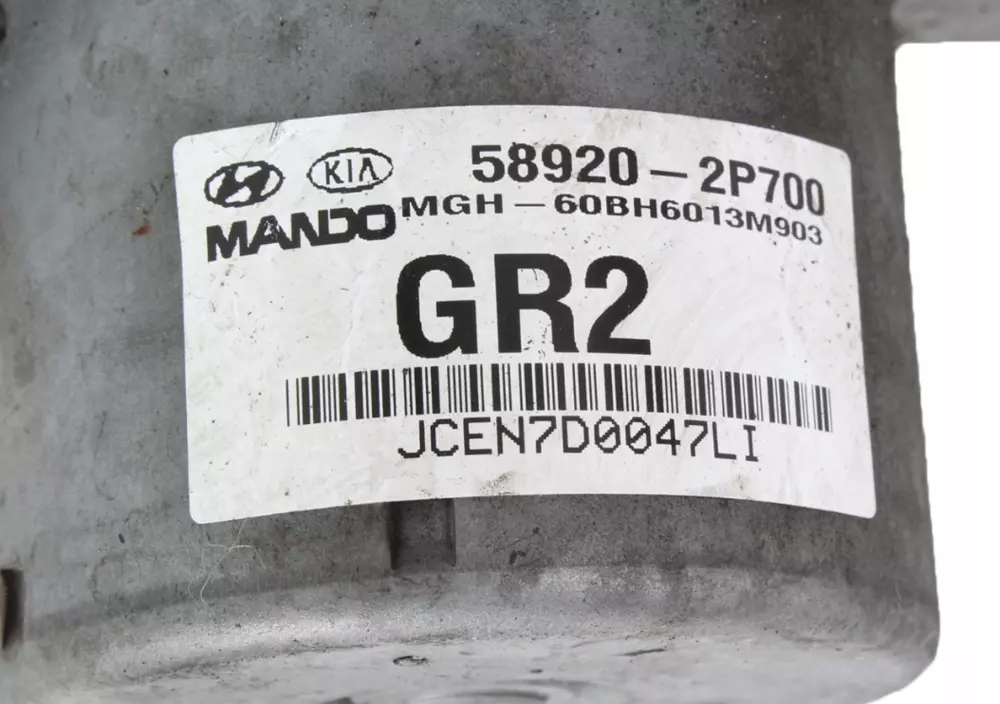 KIA 58920-2P700
MANDO MGH-60BH6013M903
GR2
JCEN7D0047LI